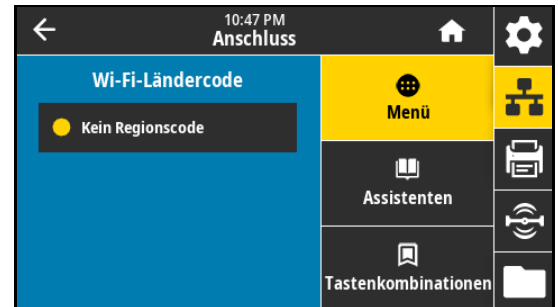 10:47 PM
Anschluss
Wi-Fi-Ländercode
Kein Regionscode
Menü
Assistenten
Tastenkombinationen